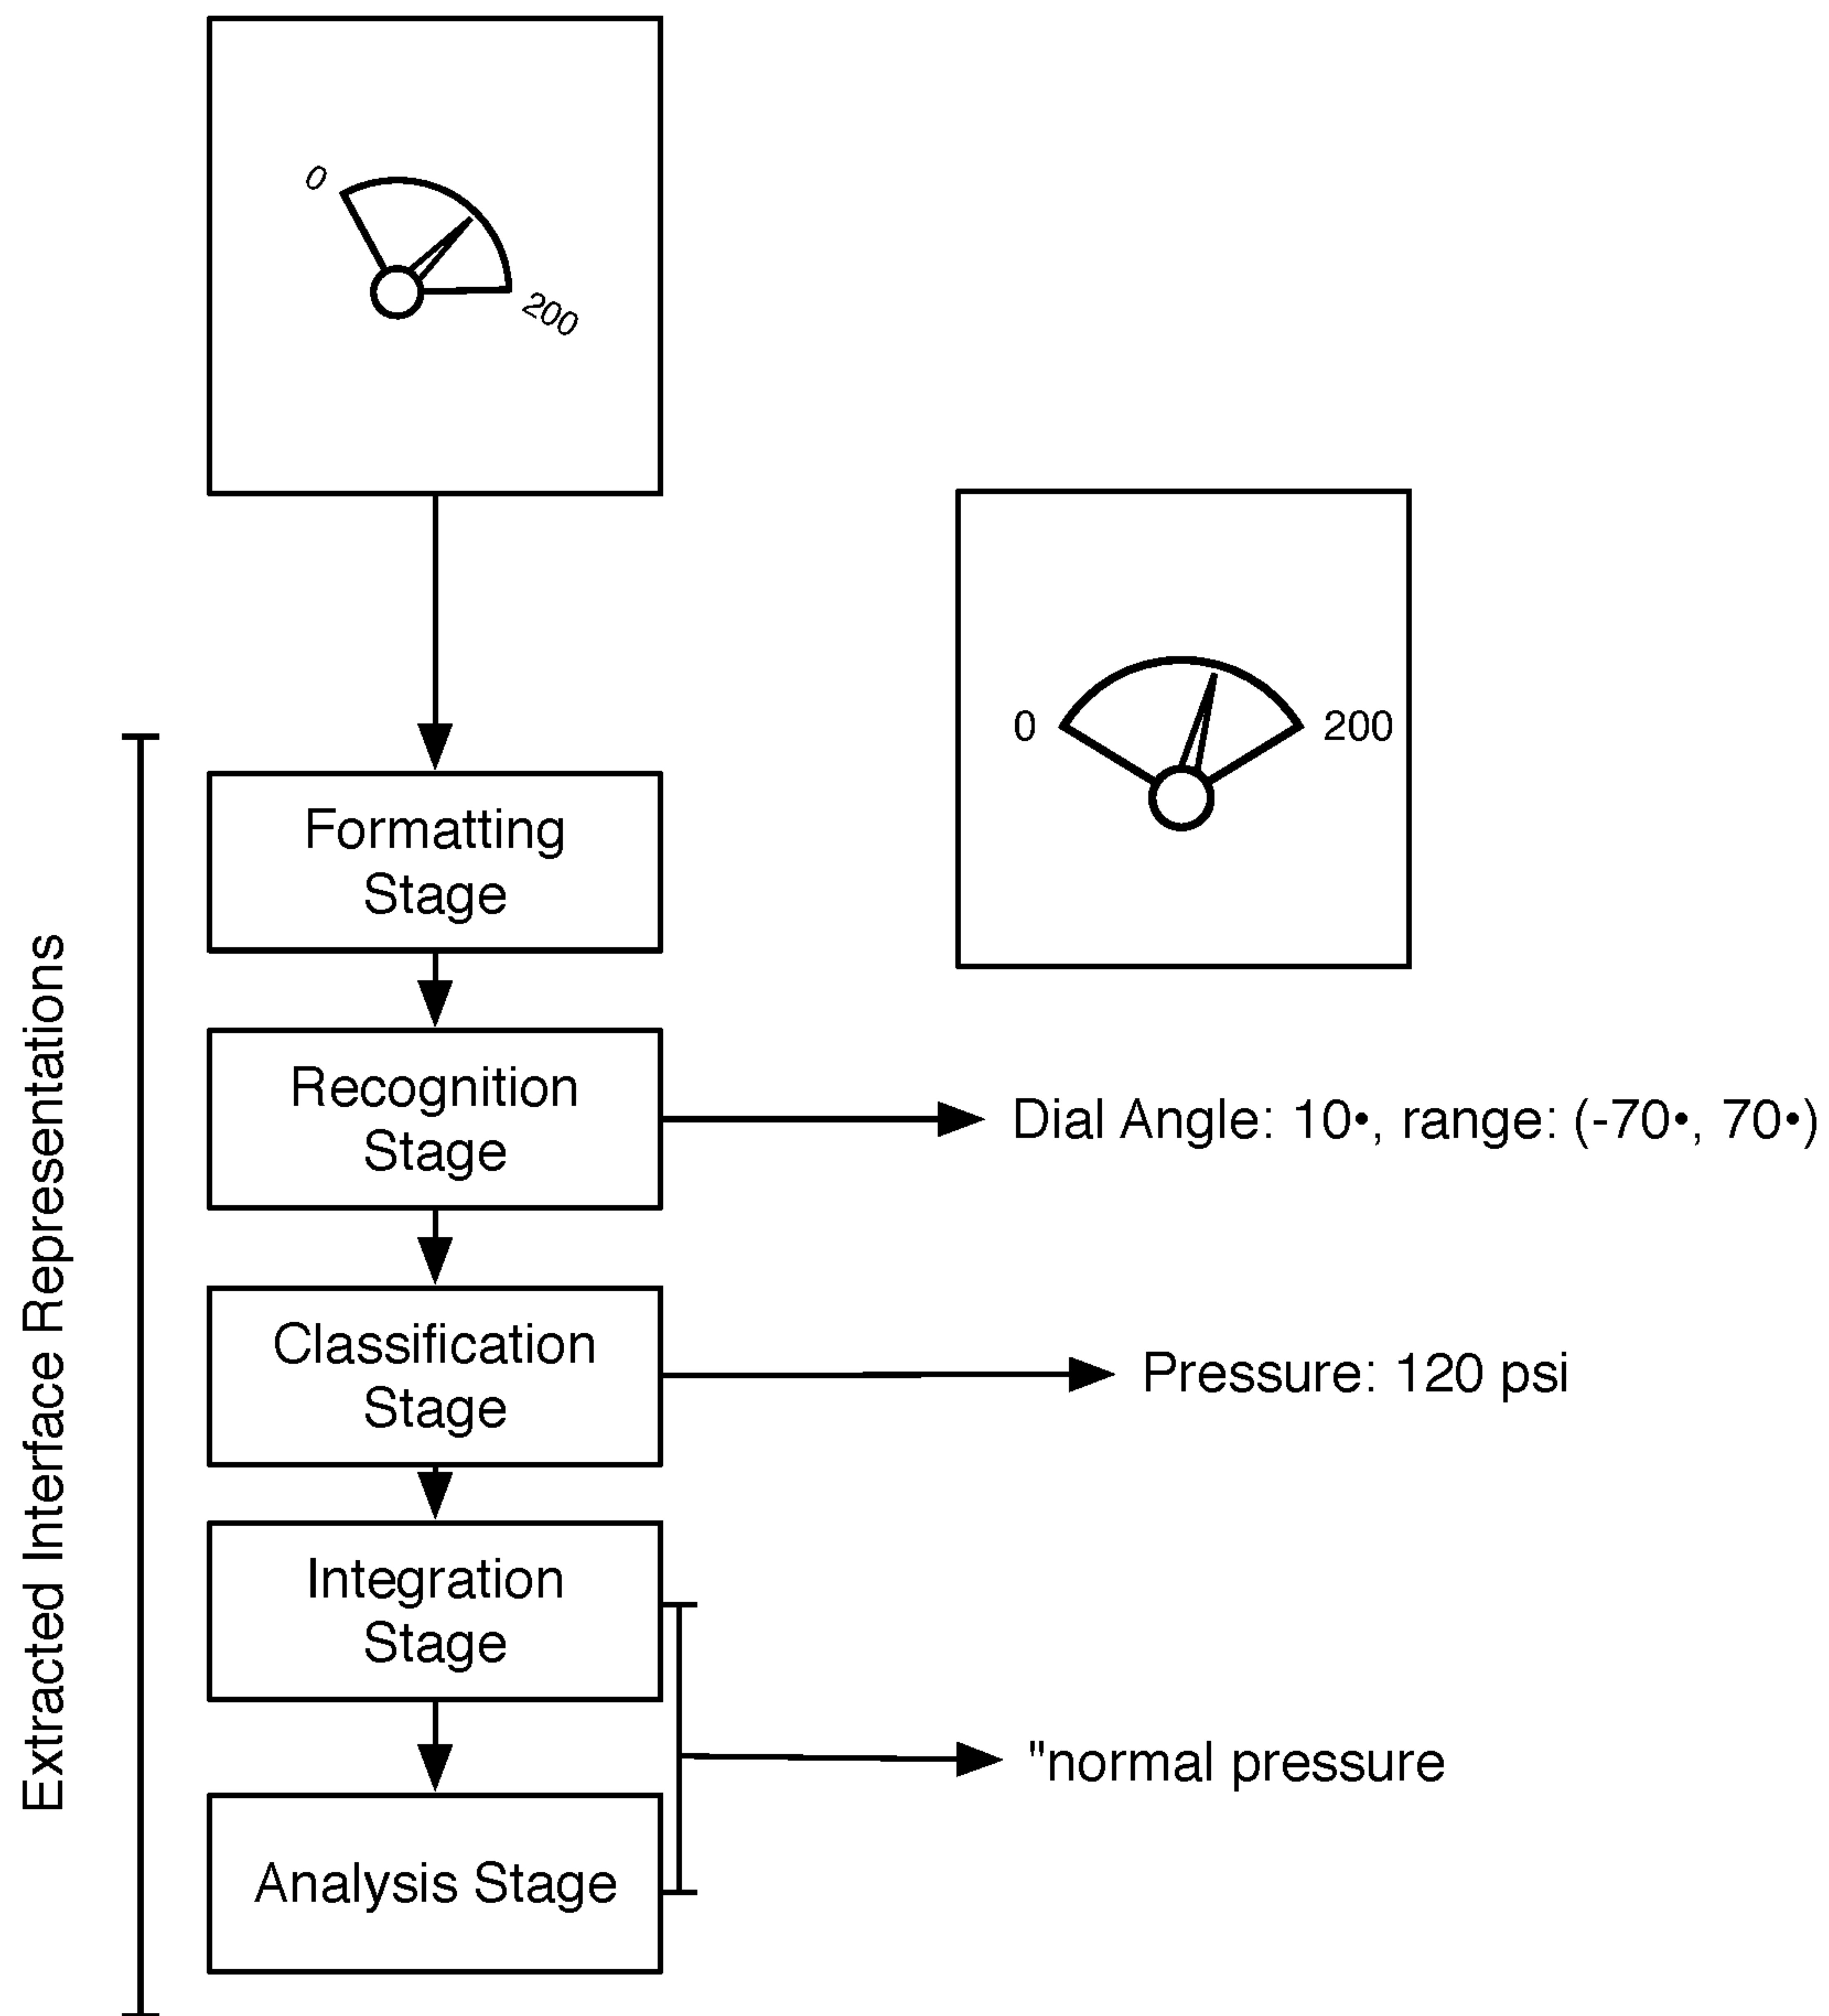 0
200
0
200
Formatting
Stage
Recognition
Stage
Dial Angle: 10•, range: (-70•, 70•)
Classification
Stage
Pressure: 120 psi
Integration
Stage
"normal pressure
Analysis Stage
Extracted Interface Representations